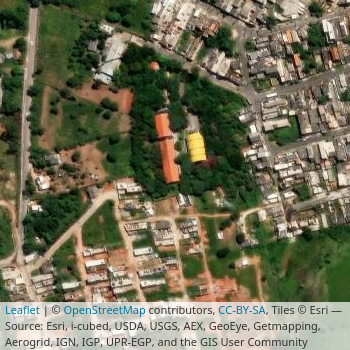 Leaflet | © OpenStreetMap contributors, CC-BY-SA, Tiles © Esri —
Source: Esri, i-cubed, USDA, USGS, AEX, GeoEye, Getmapping,
Aerogrid, IGN, IGP, UPR-EGP, and the GIS User Community